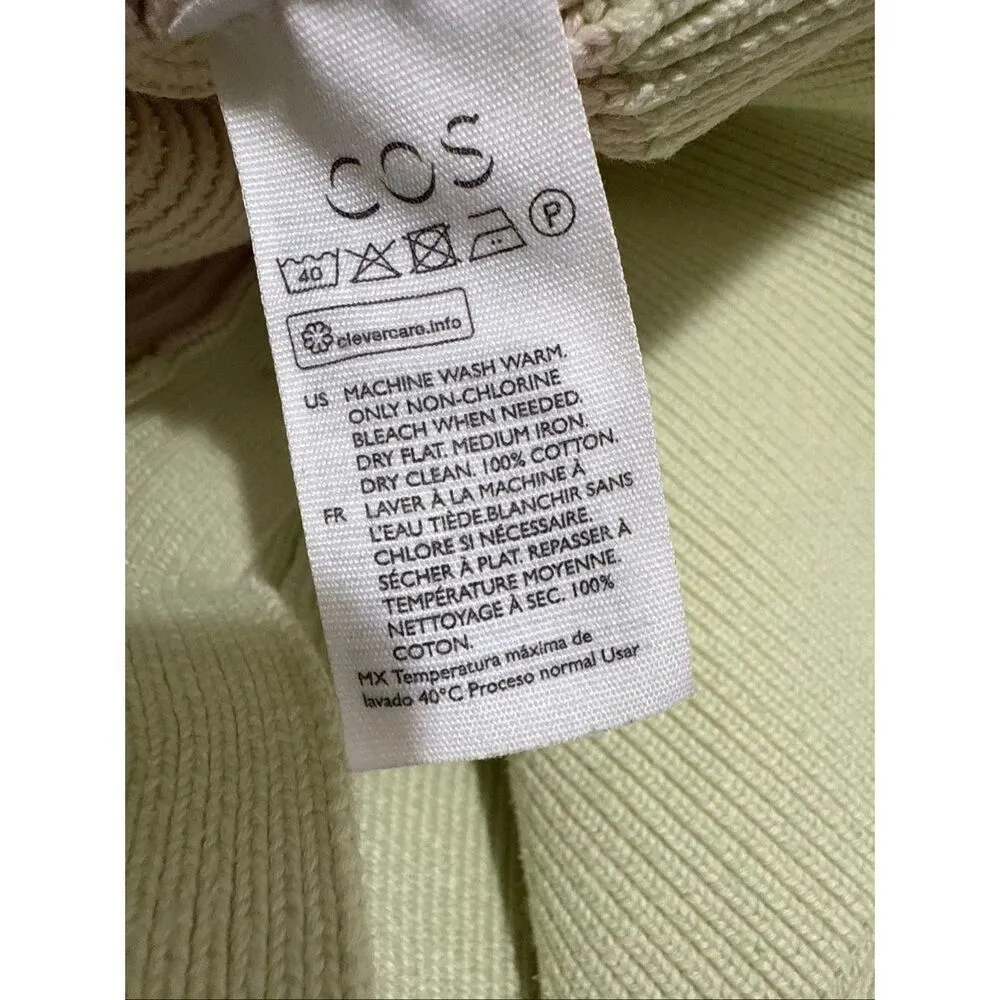 COS
40 P
clevercare.info
US MACHINE WASH WARM.
ONLY NON-CHLORINE
BLEACH WHEN NEEDED.
DRY FLAT. MEDIUM IRON.
DRY CLEAN. 100% COTTON.
FR LAVER À LA MACHINE À
L'EAU TIÈDE.BLANCHIR SANS
CHLORE SI NÉCESSAIRE.
SÉCHER À PLAT. REPASSER À
TEMPÉRATURE MOYENNE.
NETTOYAGE À SEC. 100%
COTON.
MX Temperatura máxima de
lavado 40°C Proceso normal Usar